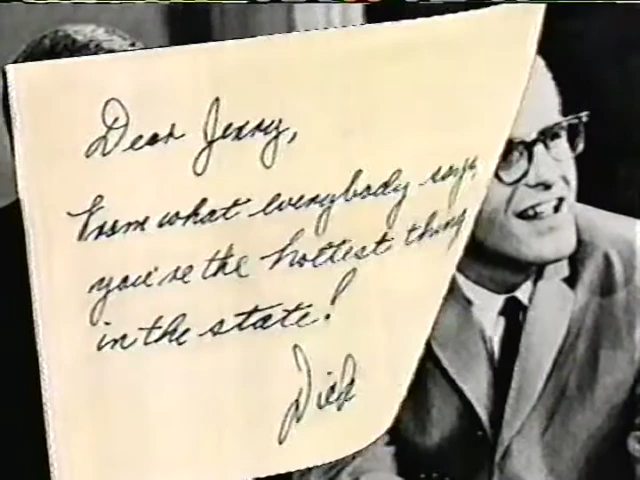 Dear Jerry,
From what everybody says,
you're the hottest thing
in the state!
Dick